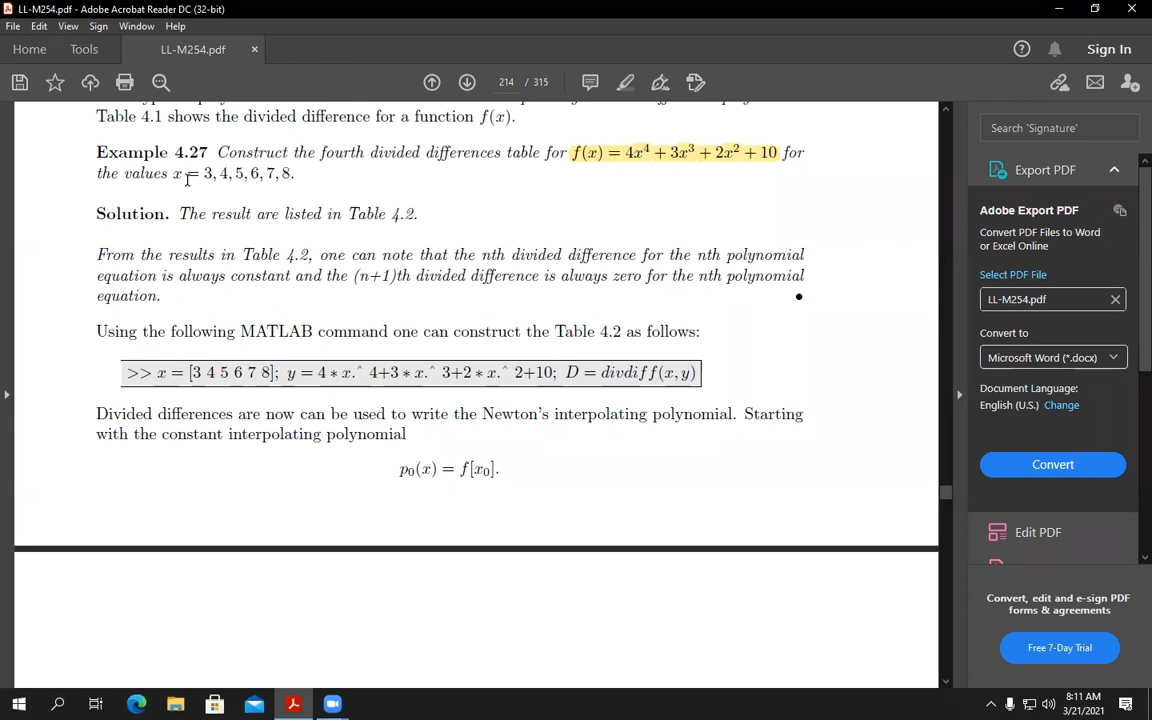 LL-M254.pdf - Adobe Acrobat Reader DC (32-bit)
File Edit View Sign Window Help
Home Tools LL-M254.pdf × Sign In
214 / 315
Table 4.1 shows the divided difference for a function f(x).
Example 4.27 Construct the fourth divided differences table for f(x) = 4x⁴ + 3x³ + 2x² + 10 for
the values x = 3, 4, 5, 6, 7, 8.
Solution. The result are listed in Table 4.2.
From the results in Table 4.2, one can note that the nth divided difference for the nth polynomial
equation is always constant and the (n+1)th divided difference is always zero for the nth polynomial
equation.
Using the following MATLAB command one can construct the Table 4.2 as follows:
>> x = [3 4 5 6 7 8]; y = 4 * x.^ 4+3 * x.^ 3+2 * x.^ 2+10; D = divdiff(x, y)
Divided differences are now can be used to write the Newton's interpolating polynomial. Starting
with the constant interpolating polynomial
p₀(x) = f[x₀].
Search 'Signature'
Export PDF
Adobe Export PDF
Convert PDF Files to Word
or Excel Online
Select PDF File
LL-M254.pdf
Convert to
Microsoft Word (*.docx)
Document Language:
English (U.S.) Change
Convert
Edit PDF
Convert, edit and e-sign PDF
forms & agreements
Free 7-Day Trial
8:11 AM
3/21/2021